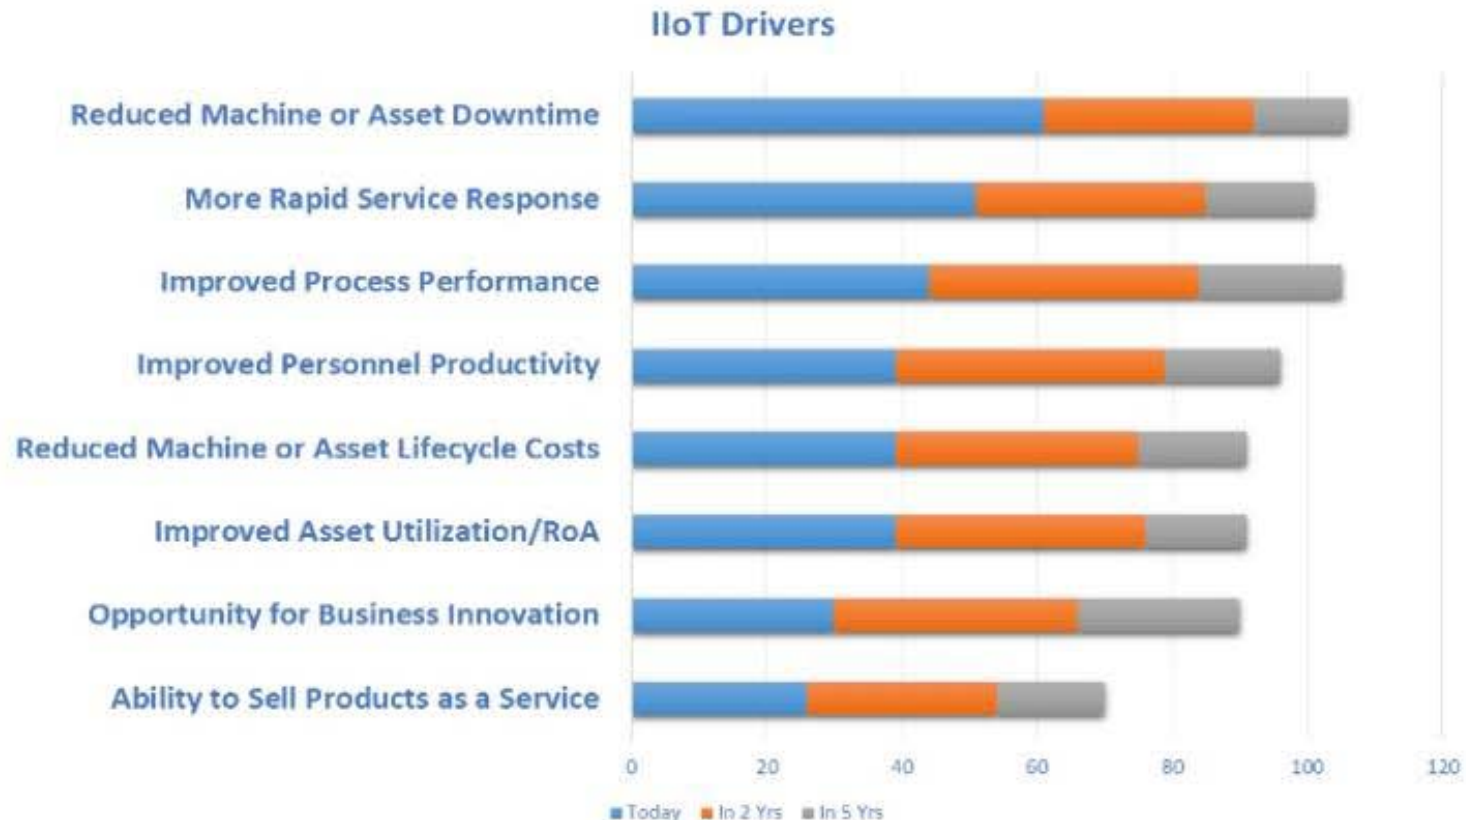 IIoT Drivers
Reduced Machine or Asset Downtime
More Rapid Service Response
Improved Process Performance
Improved Personnel Productivity
Reduced Machine or Asset Lifecycle Costs
Improved Asset Utilization/RoA
Opportunity for Business Innovation
Ability to Sell Products as a Service
0 20 40 60 80 100 120
Today In 2 Yrs In 5 Yrs